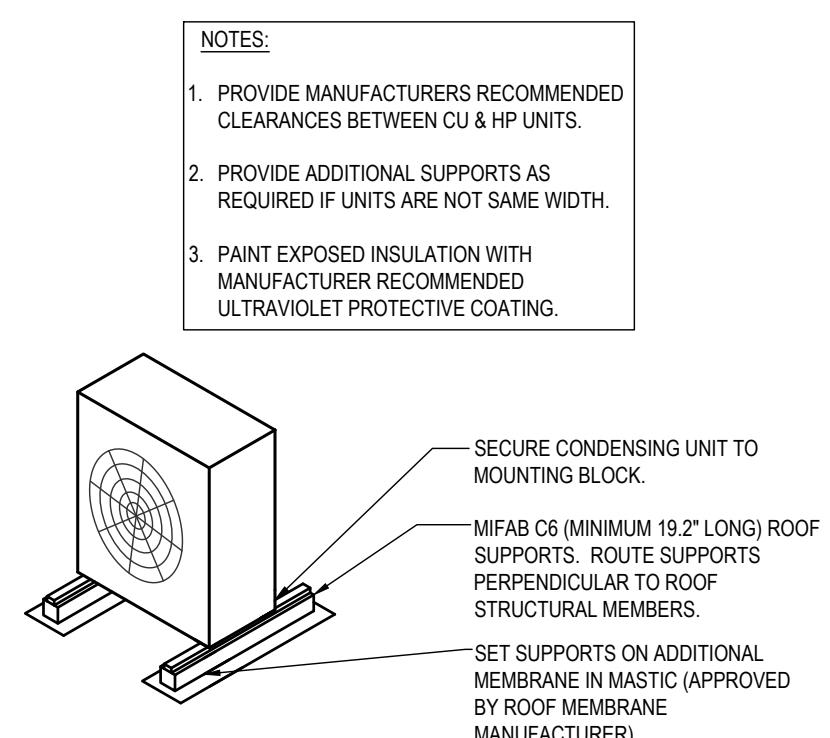 NOTES:
1. PROVIDE MANUFACTURERS RECOMMENDED
CLEARANCES BETWEEN CU & HP UNITS.
2. PROVIDE ADDITIONAL SUPPORTS AS
REQUIRED IF UNITS ARE NOT SAME WIDTH.
3. PAINT EXPOSED INSULATION WITH
MANUFACTURER RECOMMENDED
ULTRAVIOLET PROTECTIVE COATING.
SECURE CONDENSING UNIT TO
MOUNTING BLOCK.
MIFAB C6 (MINIMUM 19.2" LONG) ROOF
SUPPORTS. ROUTE SUPPORTS
PERPENDICULAR TO ROOF
STRUCTURAL MEMBERS.
SET SUPPORTS ON ADDITIONAL
MEMBRANE IN MASTIC (APPROVED
BY ROOF MEMBRANE
MANUFACTURER)